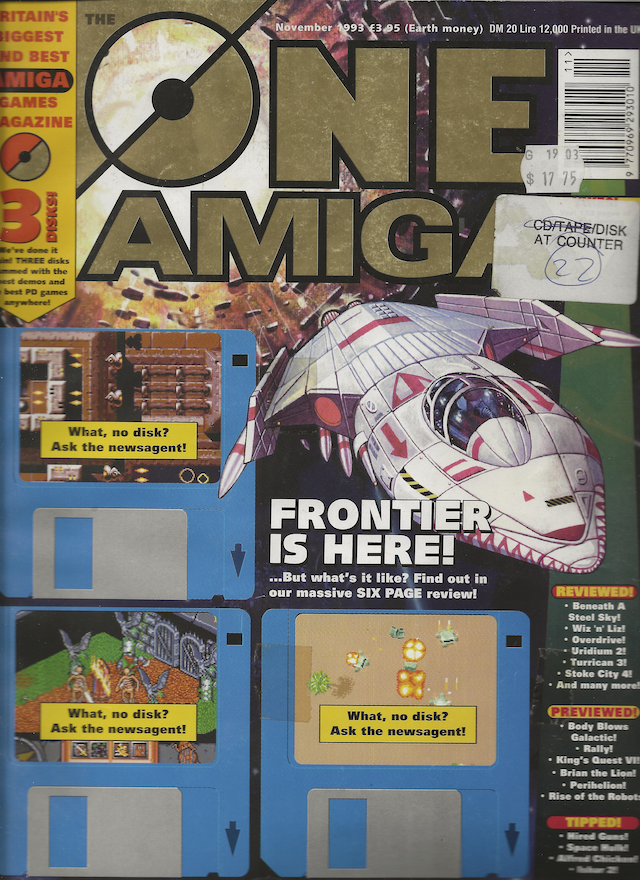 THE
November 1993 £3.95 (Earth money) DM 20 Lire 12,000 Printed in the UK
ONE
AMIGA
RITAIN'S
IGGEST
ND BEST
AMIGA
GAMES
AGAZINE
3
DISKS!
We've done it
THREE disks
mmed with the
est demos and
best PD games
anywhere!
11>
9 770969 293010
G 19 03
$ 17 75
CD/TAPE/DISK
AT COUNTER
22
What, no disk?
Ask the newsagent!
FRONTIER
IS HERE!
...But what's it like? Find out in
our massive SIX PAGE review!
What, no disk?
Ask the newsagent!
What, no disk?
Ask the newsagent!
REVIEWED!
• Beneath A
Steel Sky!
• Wiz 'n' Liz!
• Overdrive!
• Uridium 2!
• Turrican 3!
• Stoke City 4!
• And many more!
PREVIEWED!
• Body Blows
Galactic!
• Rally!
• King's Quest VI!
• Brian the Lion!
• Perihelion!
• Rise of the Robots
TIPPED!
• Hired Guns!
• Space Hulk!
• Alfred Chicken!